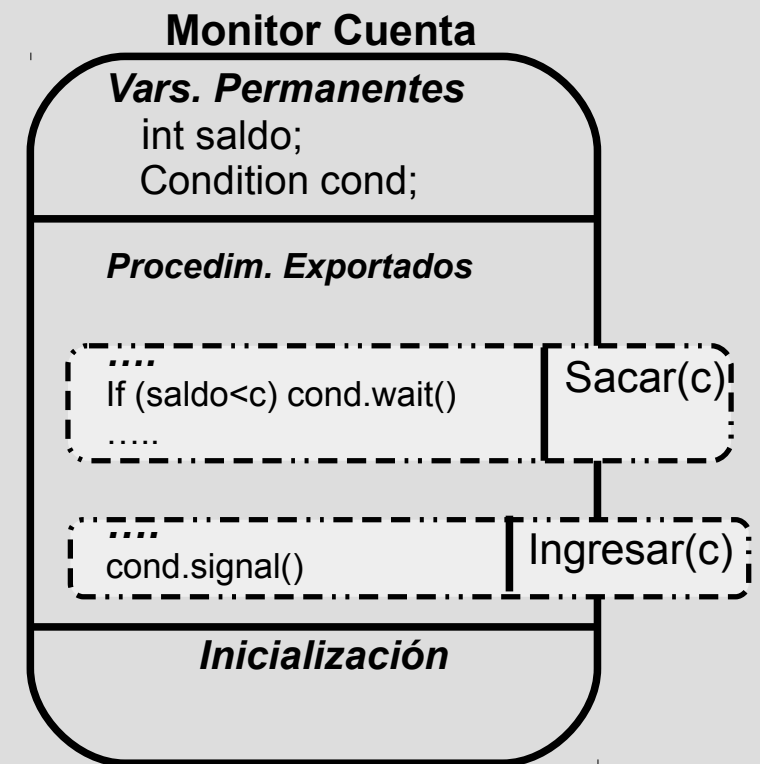 Monitor Cuenta
Vars. Permanentes
int saldo;
Condition cond;
Procedim. Exportados
....
If (saldo<c) cond.wait()
.....
Sacar(c)
....
cond.signal()
Ingresar(c)
Inicialización